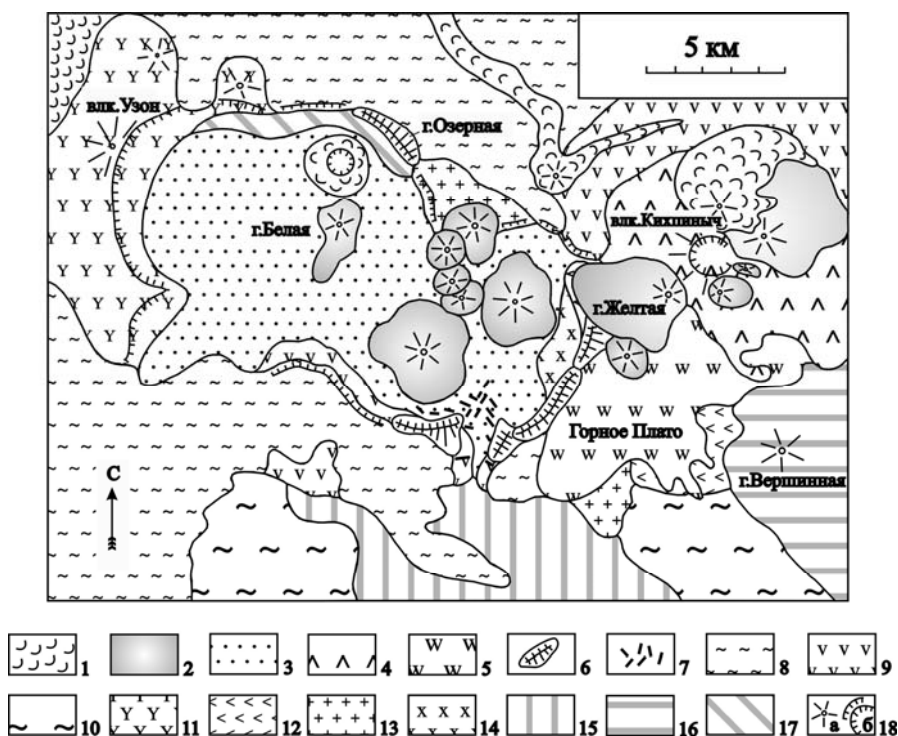 5 км
влк. Узон
г.Озерная
г.Белая
влк.Кихпиныч
г.Желтая
Горное Плато
С
г.Вершинная
1 2 3 4 5 6 7 8 9
10 11 12 13 14 15 16 17 а б 18